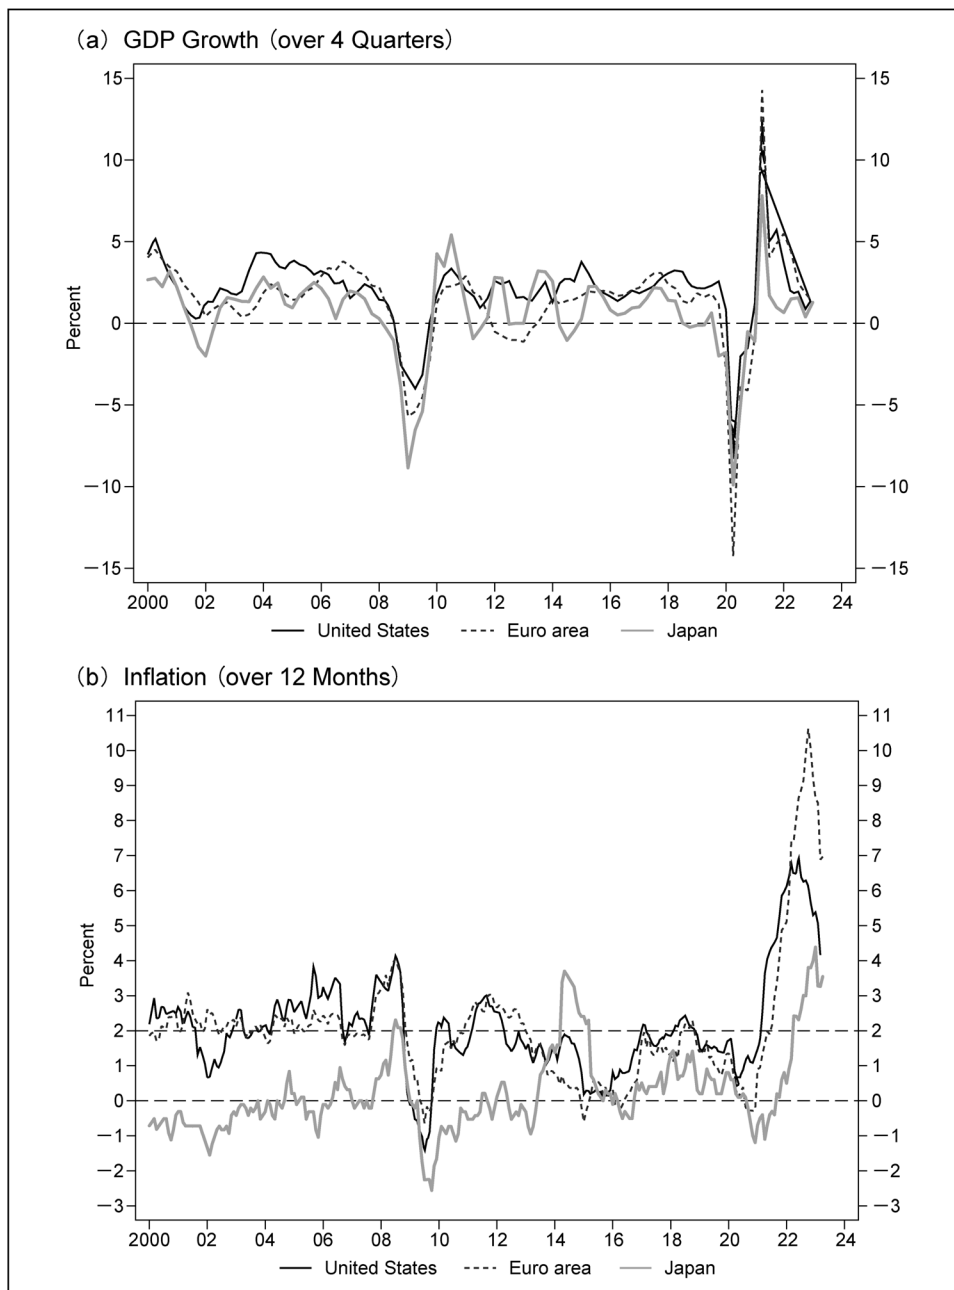 (a) GDP Growth (over 4 Quarters)
15 15
10 10
5 5
0 0
−5 −5
−10 −10
−15 −15
Percent
2000 02 04 06 08 10 12 14 16 18 20 22 24
United States Euro area Japan
(b) Inflation (over 12 Months)
11 11
10 10
9 9
8 8
7 7
6 6
5 5
4 4
3 3
2 2
1 1
0 0
−1 −1
−2 −2
−3 −3
Percent
2000 02 04 06 08 10 12 14 16 18 20 22 24
United States Euro area Japan